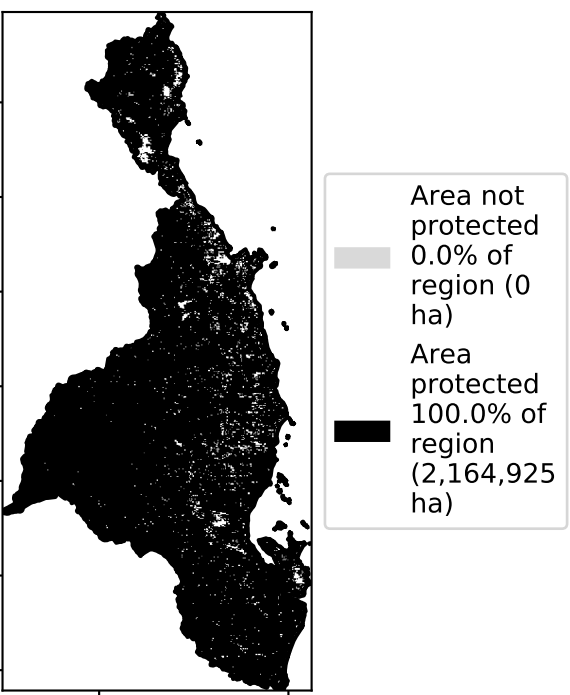 Area not
protected
0.0% of
region (0
ha)
Area
protected
100.0% of
region
(2,164,925
ha)